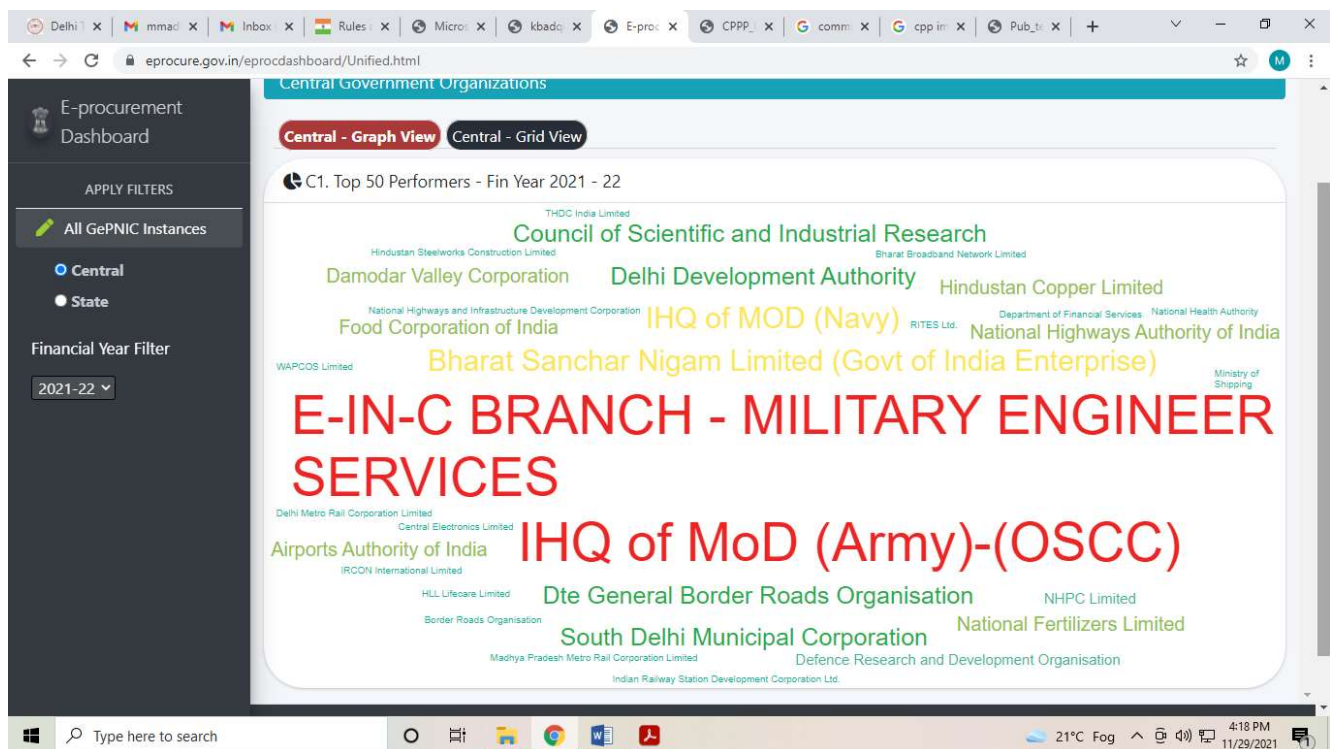 Delhi T
mmad
Inbox
Rules a
Micros
kbadq
E-proc
CPPP_
comm
cpp im
Pub_te
eprocure.gov.in/eprocdashboard/Unified.html
M
E-procurement
Dashboard
APPLY FILTERS
All GePNIC Instances
Central
State
Financial Year Filter
2021-22
Central Government Organizations
Central - Graph View
Central - Grid View
C1. Top 50 Performers - Fin Year 2021 - 22
THDC India Limited
Council of Scientific and Industrial Research
Hindustan Steelworks Construction Limited
Bharat Broadband Network Limited
Damodar Valley Corporation
Delhi Development Authority
Hindustan Copper Limited
National Highways and Infrastructure Development Corporation
IHQ of MOD (Navy)
RITES Ltd.
Department of Financial Services
National Health Authority
Food Corporation of India
National Highways Authority of India
WAPCOS Limited
Bharat Sanchar Nigam Limited (Govt of India Enterprise)
Ministry of
Shipping
E-IN-C BRANCH - MILITARY ENGINEER
SERVICES
Delhi Metro Rail Corporation Limited
Central Electronics Limited
Airports Authority of India
IHQ of MoD (Army)-(OSCC)
IRCON International Limited
HLL Lifecare Limited
Dte General Border Roads Organisation
NHPC Limited
Border Roads Organisation
South Delhi Municipal Corporation
National Fertilizers Limited
Madhya Pradesh Metro Rail Corporation Limited
Defence Research and Development Organisation
Indian Railway Station Development Corporation Ltd.
Type here to search
21°C Fog
4:18 PM
11/29/2021
1